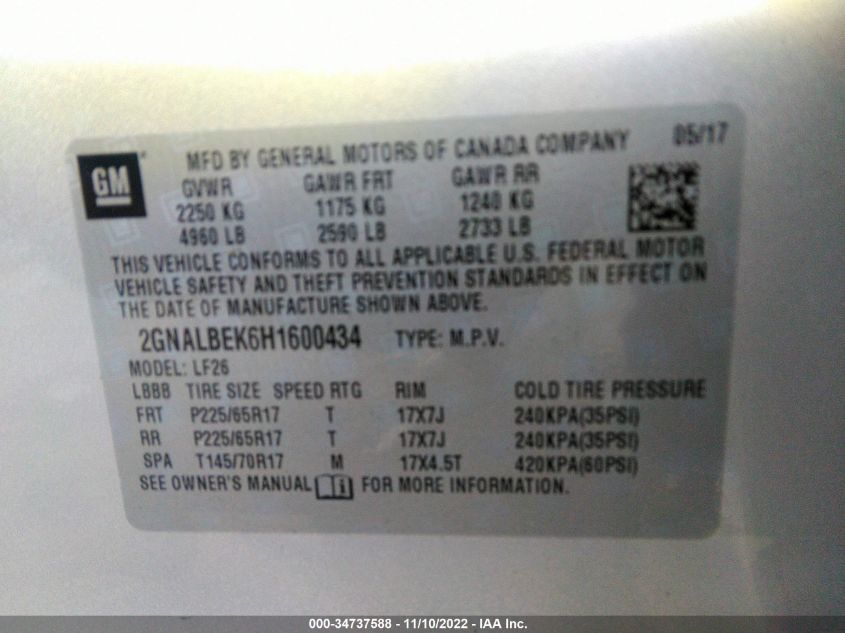 GM
MFD BY GENERAL MOTORS OF CANADA COMPANY 05/17
GVWR GAWR FRT GAWR RR
2250 KG 1175 KG 1240 KG
4960 LB 2590 LB 2733 LB
THIS VEHICLE CONFORMS TO ALL APPLICABLE U.S. FEDERAL MOTOR
VEHICLE SAFETY AND THEFT PREVENTION STANDARDS IN EFFECT ON
THE DATE OF MANUFACTURE SHOWN ABOVE.
2GNALBEK6H1600434 TYPE: M.P.V.
MODEL: LF26
LBBB TIRE SIZE SPEED RTG RIM COLD TIRE PRESSURE
FRT P225/65R17 T 17X7J 240KPA(35PSI)
RR P225/65R17 T 17X7J 240KPA(35PSI)
SPA T145/70R17 M 17X4.5T 420KPA(60PSI)
SEE OWNER'S MANUAL FOR MORE INFORMATION.
000-34737588 - 11/10/2022 - IAA Inc.